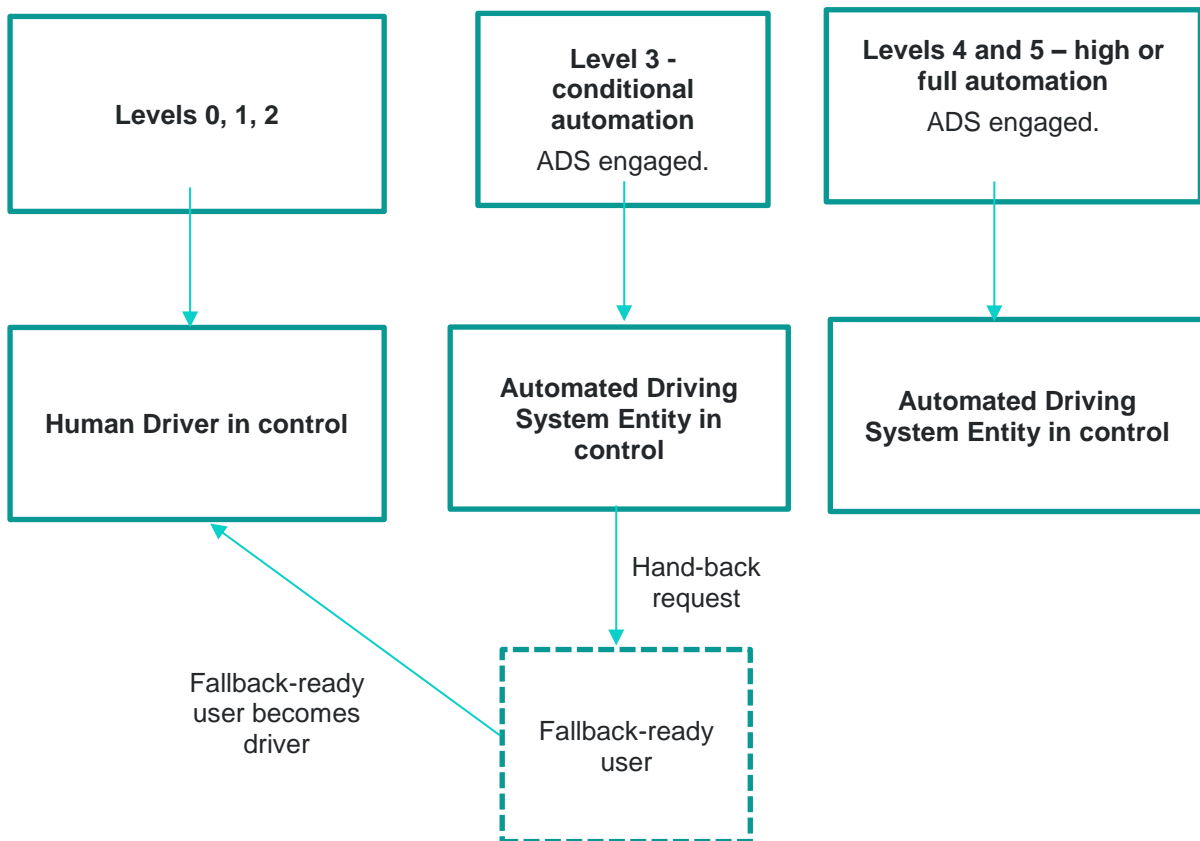 Levels 0, 1, 2
Level 3 -
conditional
automation
ADS engaged.
Levels 4 and 5 – high or
full automation
ADS engaged.
Human Driver in control
Automated Driving
System Entity in
control
Automated Driving
System Entity in control
Hand-back
request
Fallback-ready
user becomes
driver
Fallback-ready
user